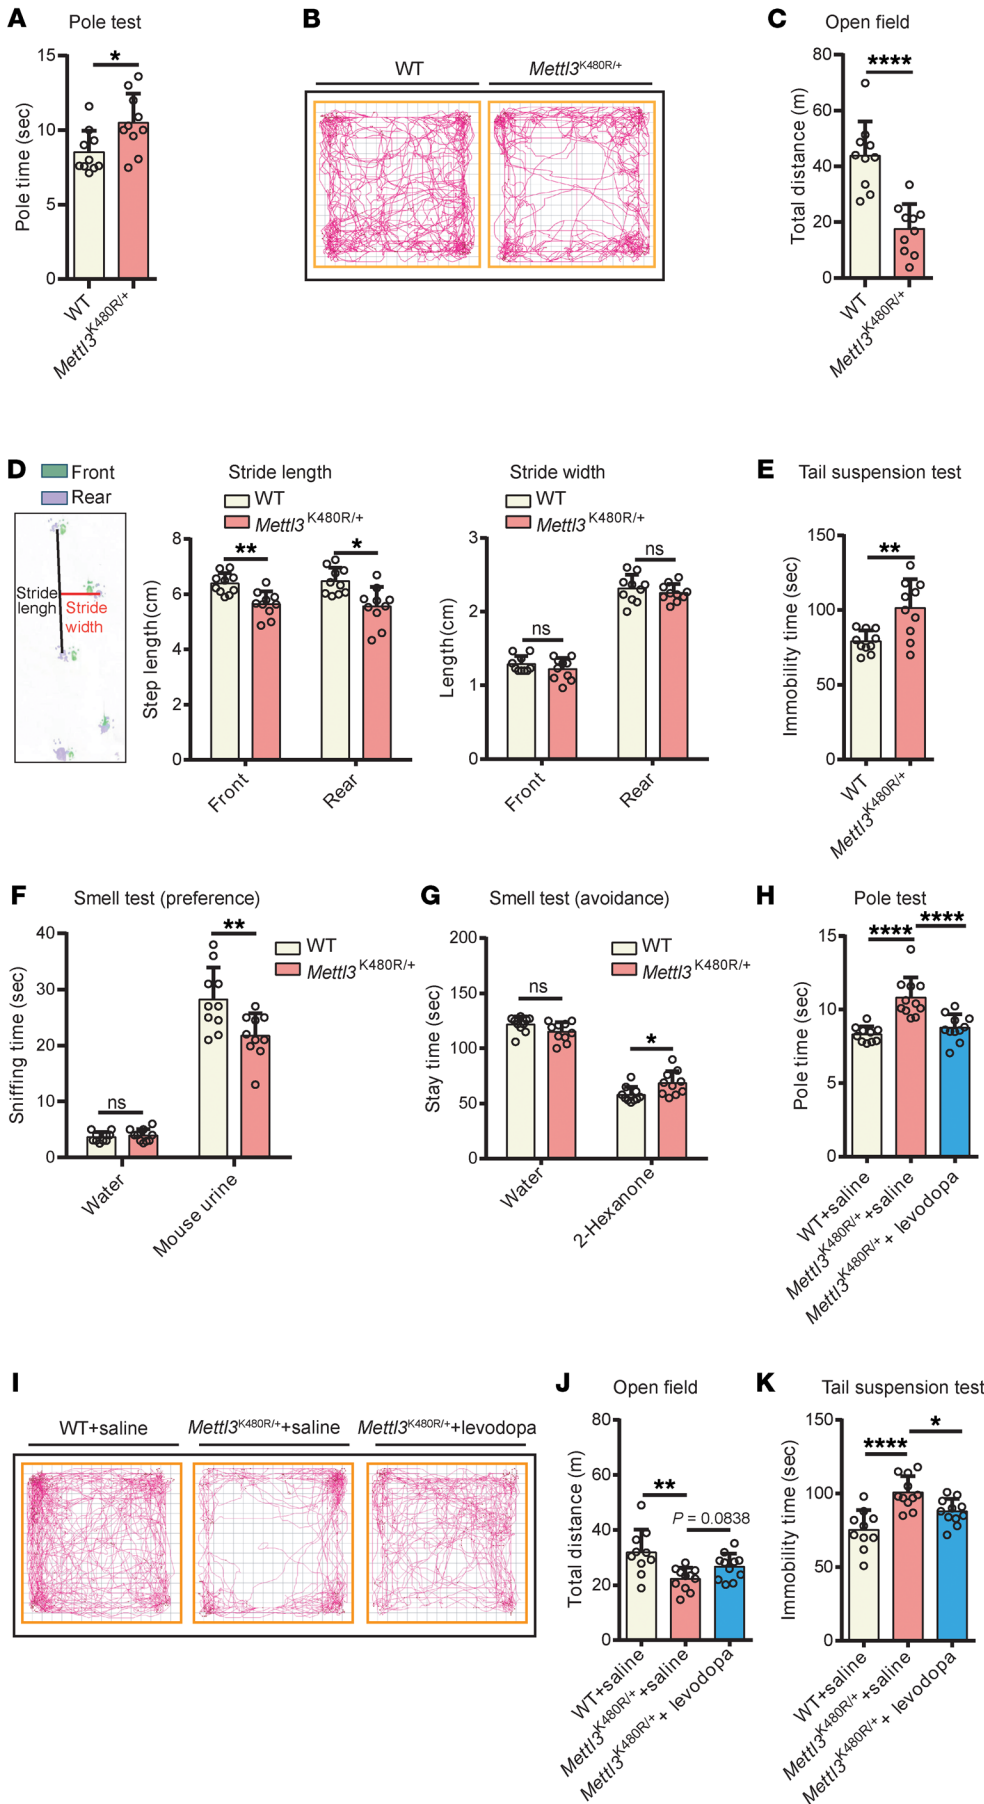 A
Pole test
Pole time (sec)
15
10
5
0
*
WT
Mettl3K480R/+
B
WT
Mettl3K480R/+
C
Open field
Total distance (m)
80
60
40
20
0
****
WT
Mettl3K480R/+
D
Front
Rear
Stride
lengh
Stride
width
Stride length
WT
Mettl3K480R/+
Step length(cm)
8
6
4
2
0
**
*
Front
Rear
Stride width
WT
Mettl3K480R/+
Length(cm)
3
2
1
0
ns
ns
Front
Rear
E
Tail suspension test
Immobility time (sec)
150
100
50
0
**
WT
Mettl3K480R/+
F
Smell test (preference)
Sniffing time (sec)
40
30
20
10
0
ns
**
WT
Mettl3K480R/+
Water
Mouse urine
G
Smell test (avoidance)
Stay time (sec)
200
150
100
50
0
ns
*
WT
Mettl3K480R/+
Water
2-Hexanone
H
Pole test
Pole time (sec)
15
10
5
0
****
****
WT+saline
Mettl3K480R/++saline
Mettl3K480R/++ levodopa
I
WT+saline
Mettl3K480R/++saline
Mettl3K480R/++levodopa
J
Open field
Total distance (m)
80
60
40
20
0
**
P = 0.0838
WT+saline
Mettl3K480R/++saline
Mettl3K480R/++ levodopa
K
Tail suspension test
Immobility time (sec)
150
100
50
0
****
*
WT+saline
Mettl3K480R/++saline
Mettl3K480R/++ levodopa